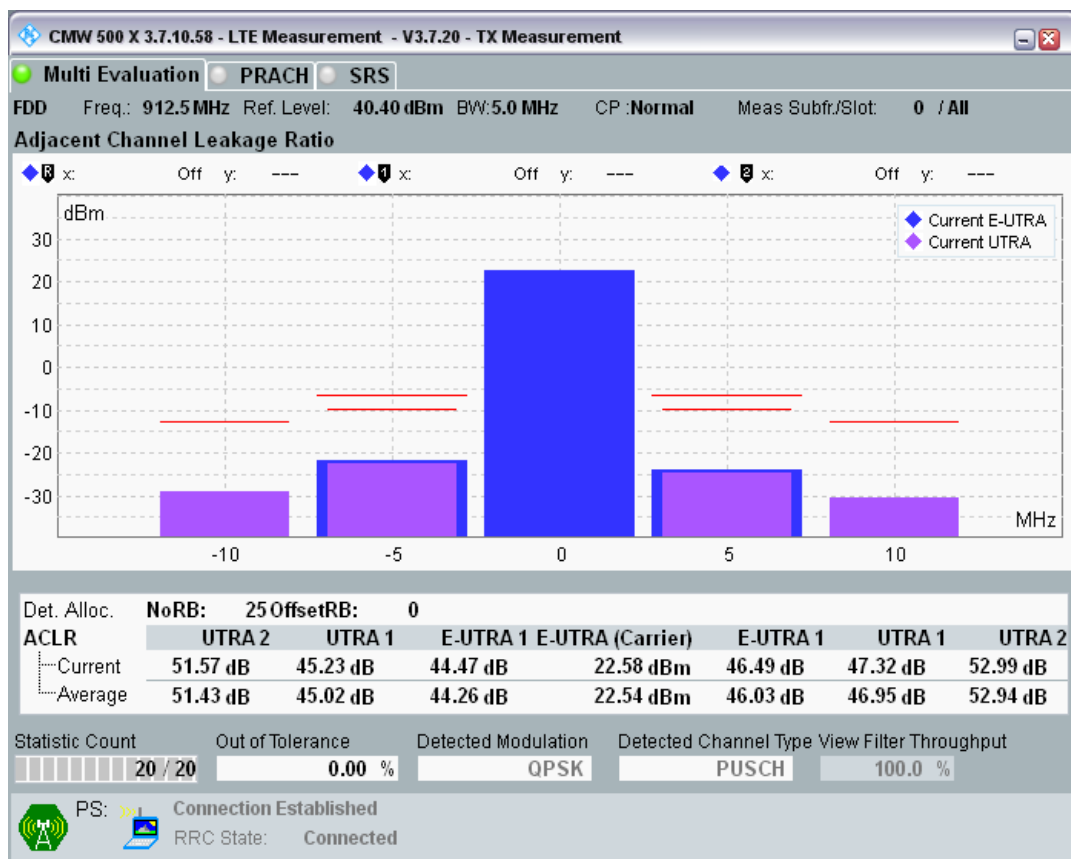 CMW 500 X 3.7.10.58 - LTE Measurement - V3.7.20 - TX Measurement
Multi Evaluation PRACH SRS
FDD Freq.: 912.5 MHz Ref. Level: 40.40 dBm BW:5.0 MHz CP :Normal Meas Subfr./Slot: 0 / All
Adjacent Channel Leakage Ratio
R x: Off y: --- 1 x: Off y: --- 2 x: Off y: ---
dBm
Current E-UTRA
Current UTRA
30
20
10
0
-10
-20
-30
MHz
-10 -5 0 5 10
Det. Alloc. NoRB: 25 OffsetRB: 0
ACLR UTRA 2 UTRA 1 E-UTRA 1 E-UTRA (Carrier) E-UTRA 1 UTRA 1 UTRA 2
Current 51.57 dB 45.23 dB 44.47 dB 22.58 dBm 46.49 dB 47.32 dB 52.99 dB
Average 51.43 dB 45.02 dB 44.26 dB 22.54 dBm 46.03 dB 46.95 dB 52.94 dB
Statistic Count Out of Tolerance Detected Modulation Detected Channel Type View Filter Throughput
20 / 20 0.00 % QPSK PUSCH 100.0 %
PS: Connection Established
RRC State: Connected